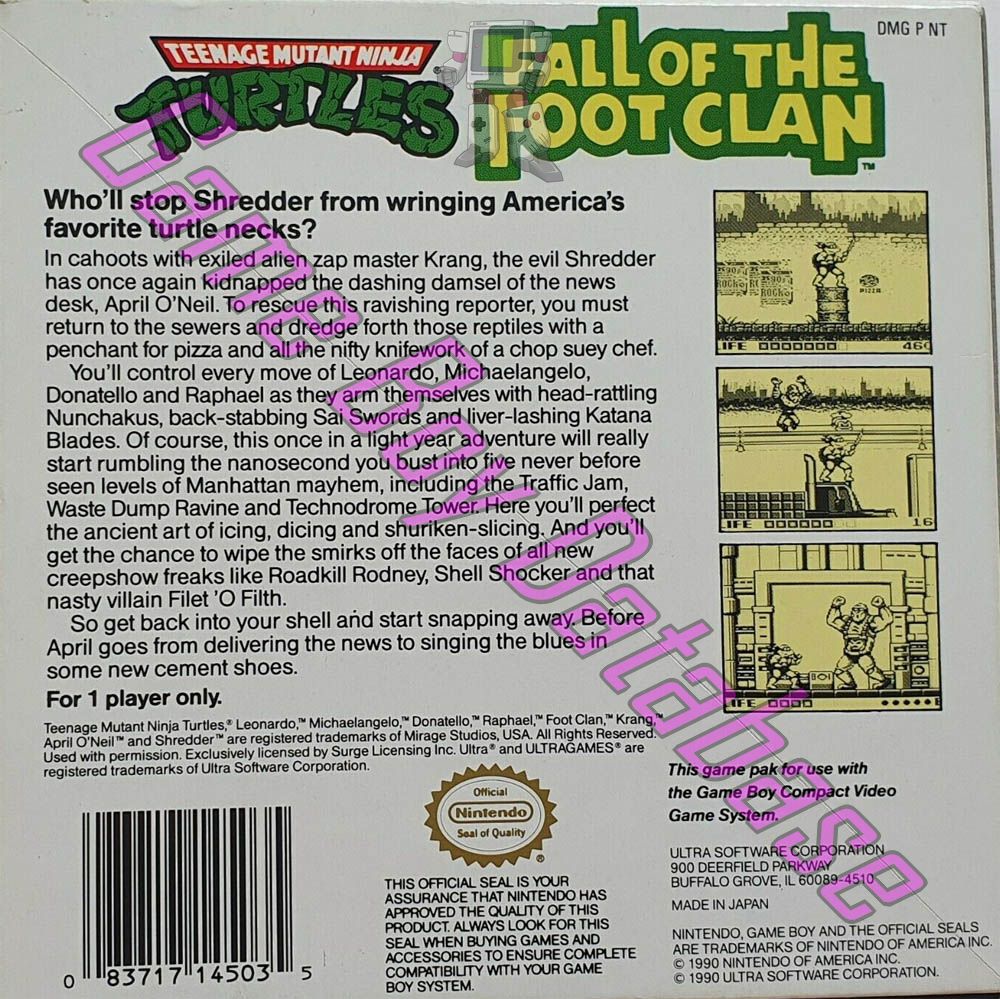 DMG P NT
TEENAGE MUTANT NINJA
TURTLES®
FALL OF THE
FOOT CLAN™
Who'll stop Shredder from wringing America's
favorite turtle necks?
In cahoots with exiled alien zap master Krang, the evil Shredder
has once again kidnapped the dashing damsel of the news
desk, April O'Neil. To rescue this ravishing reporter, you must
return to the sewers and dredge forth those reptiles with a
penchant for pizza and all the nifty knifework of a chop suey chef.
You'll control every move of Leonardo, Michaelangelo,
Donatello and Raphael as they arm themselves with head-rattling
Nunchakus, back-stabbing Sai Swords and liver-lashing Katana
Blades. Of course, this once in a light year adventure will really
start rumbling the nanosecond you bust into five never before
seen levels of Manhattan mayhem, including the Traffic Jam,
Waste Dump Ravine and Technodrome Tower. Here you'll perfect
the ancient art of icing, dicing and shuriken-slicing. And you'll
get the chance to wipe the smirks off the faces of all new
creepshow freaks like Roadkill Rodney, Shell Shocker and that
nasty villain Filet 'O Filth.
So get back into your shell and start snapping away. Before
April goes from delivering the news to singing the blues in
some new cement shoes.
For 1 player only.
Teenage Mutant Ninja Turtles,® Leonardo,™ Michaelangelo,™ Donatello,™ Raphael,™ Foot Clan,™ Krang,™
April O'Neil™ and Shredder™ are registered trademarks of Mirage Studios, USA. All Rights Reserved.
Used with permission. Exclusively licensed by Surge Licensing Inc. Ultra® and ULTRAGAMES® are
registered trademarks of Ultra Software Corporation.
PIZZA
LIFE
460
LIFE
16
LIFE
Official
Nintendo
Seal of Quality
®
THIS OFFICIAL SEAL IS YOUR
ASSURANCE THAT NINTENDO HAS
APPROVED THE QUALITY OF THIS
PRODUCT. ALWAYS LOOK FOR THIS
SEAL WHEN BUYING GAMES AND
ACCESSORIES TO ENSURE COMPLETE
COMPATIBILITY WITH YOUR GAME
BOY SYSTEM.
This game pak for use with
the Game Boy Compact Video
Game System.
ULTRA SOFTWARE CORPORATION
900 DEERFIELD PARKWAY
BUFFALO GROVE, IL 60089-4510
MADE IN JAPAN
NINTENDO, GAME BOY AND THE OFFICIAL SEALS
ARE TRADEMARKS OF NINTENDO OF AMERICA INC.
© 1990 NINTENDO OF AMERICA INC.
© 1990 ULTRA SOFTWARE CORPORATION.
0 83717 14503 5
Game Boy Database